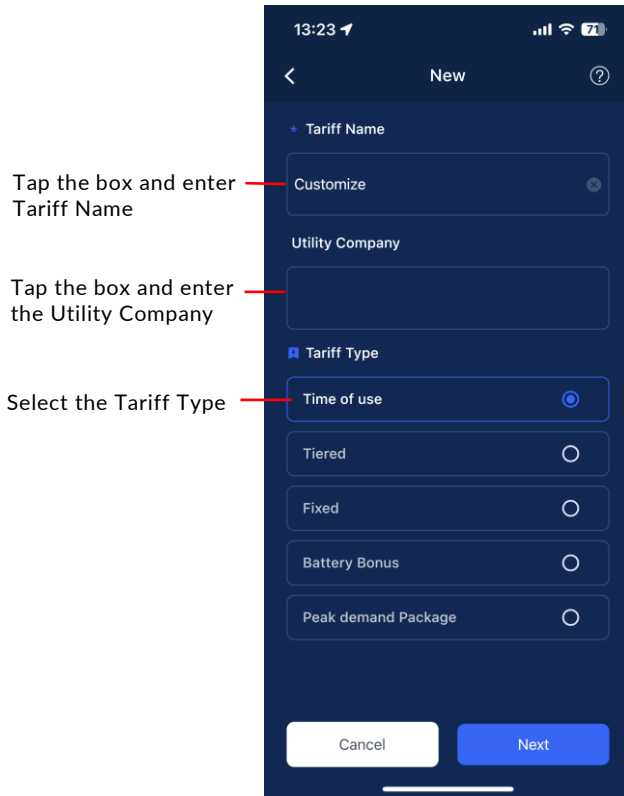 13:23
71
New
?
* Tariff Name
Tap the box and enter
Tariff Name
Customize
Utility Company
Tap the box and enter
the Utility Company
Tariff Type
Select the Tariff Type
Time of use
Tiered
Fixed
Battery Bonus
Peak demand Package
Cancel
Next